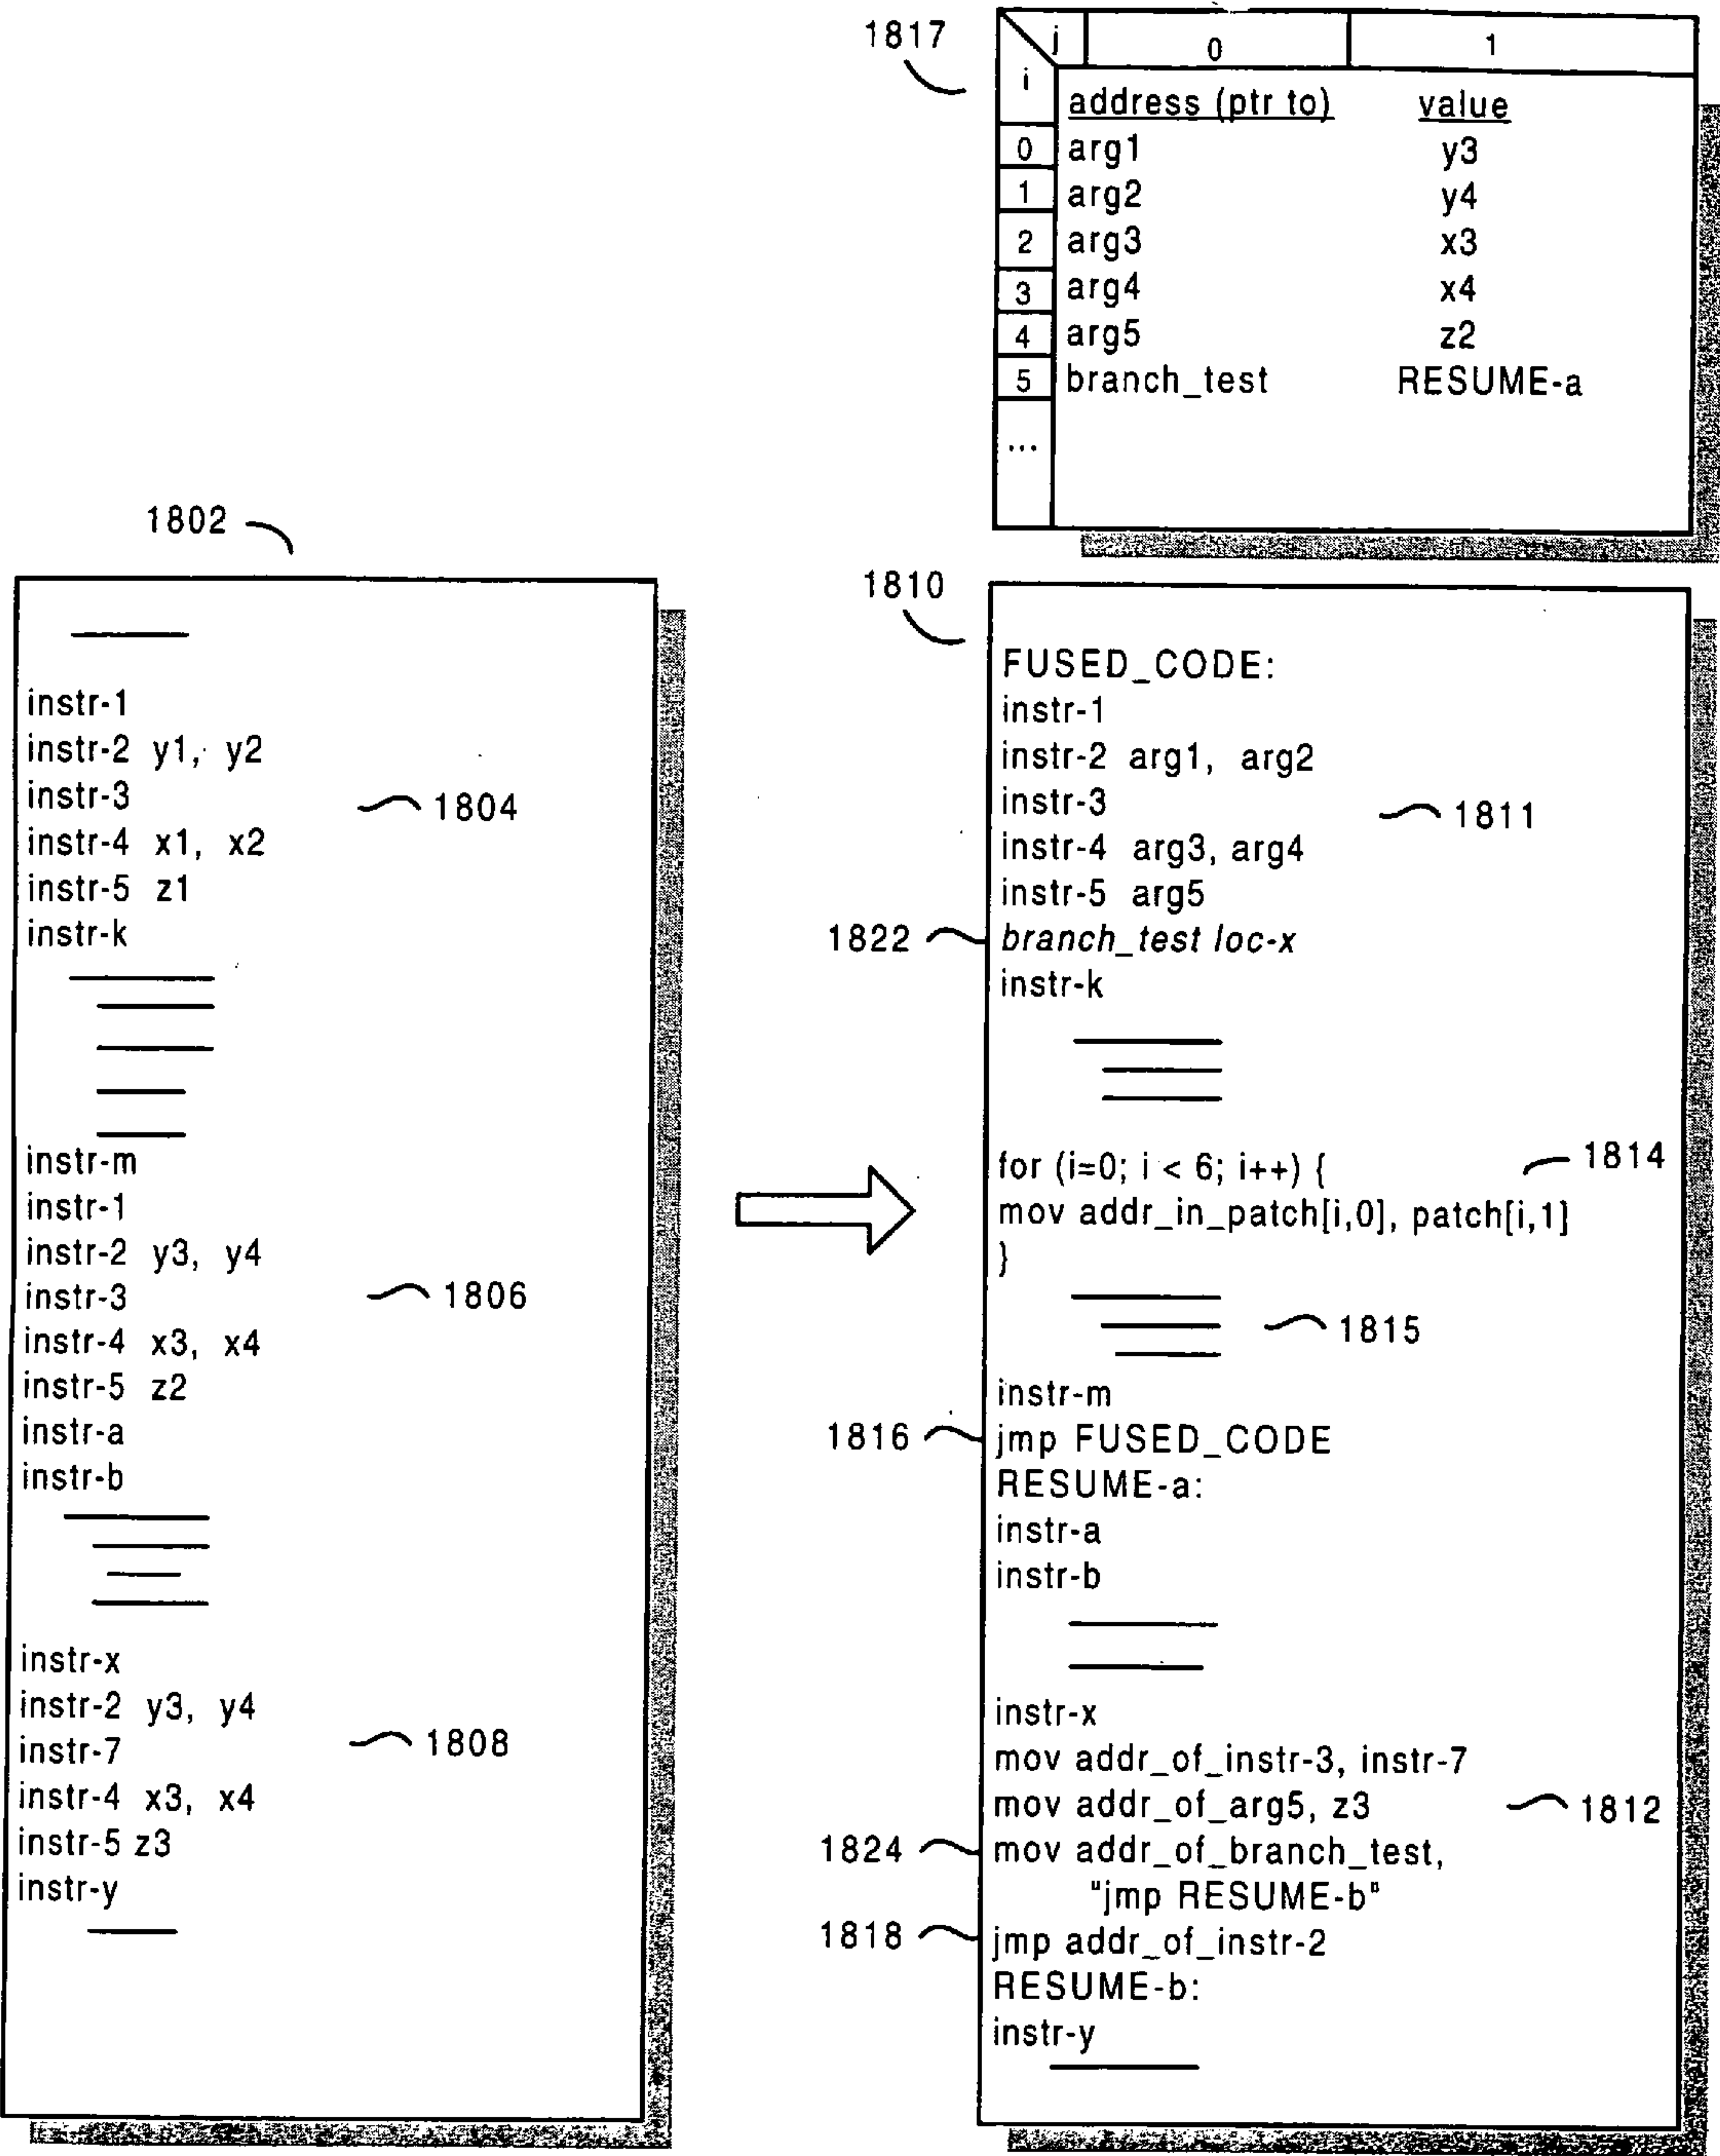 1817
j 0 1
i
address (ptr to) value
0 arg1 y3
1 arg2 y4
2 arg3 x3
3 arg4 x4
4 arg5 z2
5 branch_test RESUME-a
...
1802
instr-1
instr-2 y1, y2
instr-3
1804
instr-4 x1, x2
instr-5 z1
instr-k
instr-m
instr-1
instr-2 y3, y4
instr-3
1806
instr-4 x3, x4
instr-5 z2
instr-a
instr-b
instr-x
instr-2 y3, y4
instr-7
1808
instr-4 x3, x4
instr-5 z3
instr-y
1810
FUSED_CODE:
instr-1
instr-2 arg1, arg2
instr-3
1811
instr-4 arg3, arg4
instr-5 arg5
1822 branch_test loc-x
instr-k
for (i=0; i < 6; i++) {
1814
mov addr_in_patch[i,0], patch[i,1]
}
1815
instr-m
1816 jmp FUSED_CODE
RESUME-a:
instr-a
instr-b
instr-x
mov addr_of_instr-3, instr-7
mov addr_of_arg5, z3
1812
1824 mov addr_of_branch_test,
"jmp RESUME-b"
1818 jmp addr_of_instr-2
RESUME-b:
instr-y